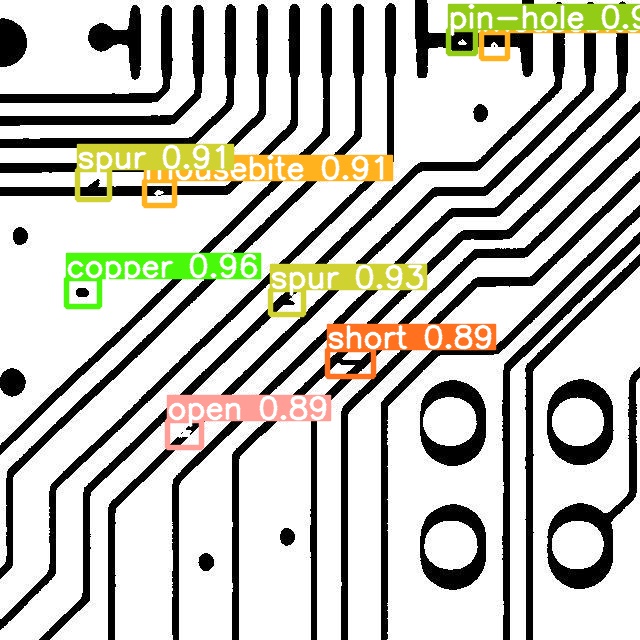 pin-hole 0.9
spur 0.91
mousebite 0.91
copper 0.96
spur 0.93
short 0.89
open 0.89